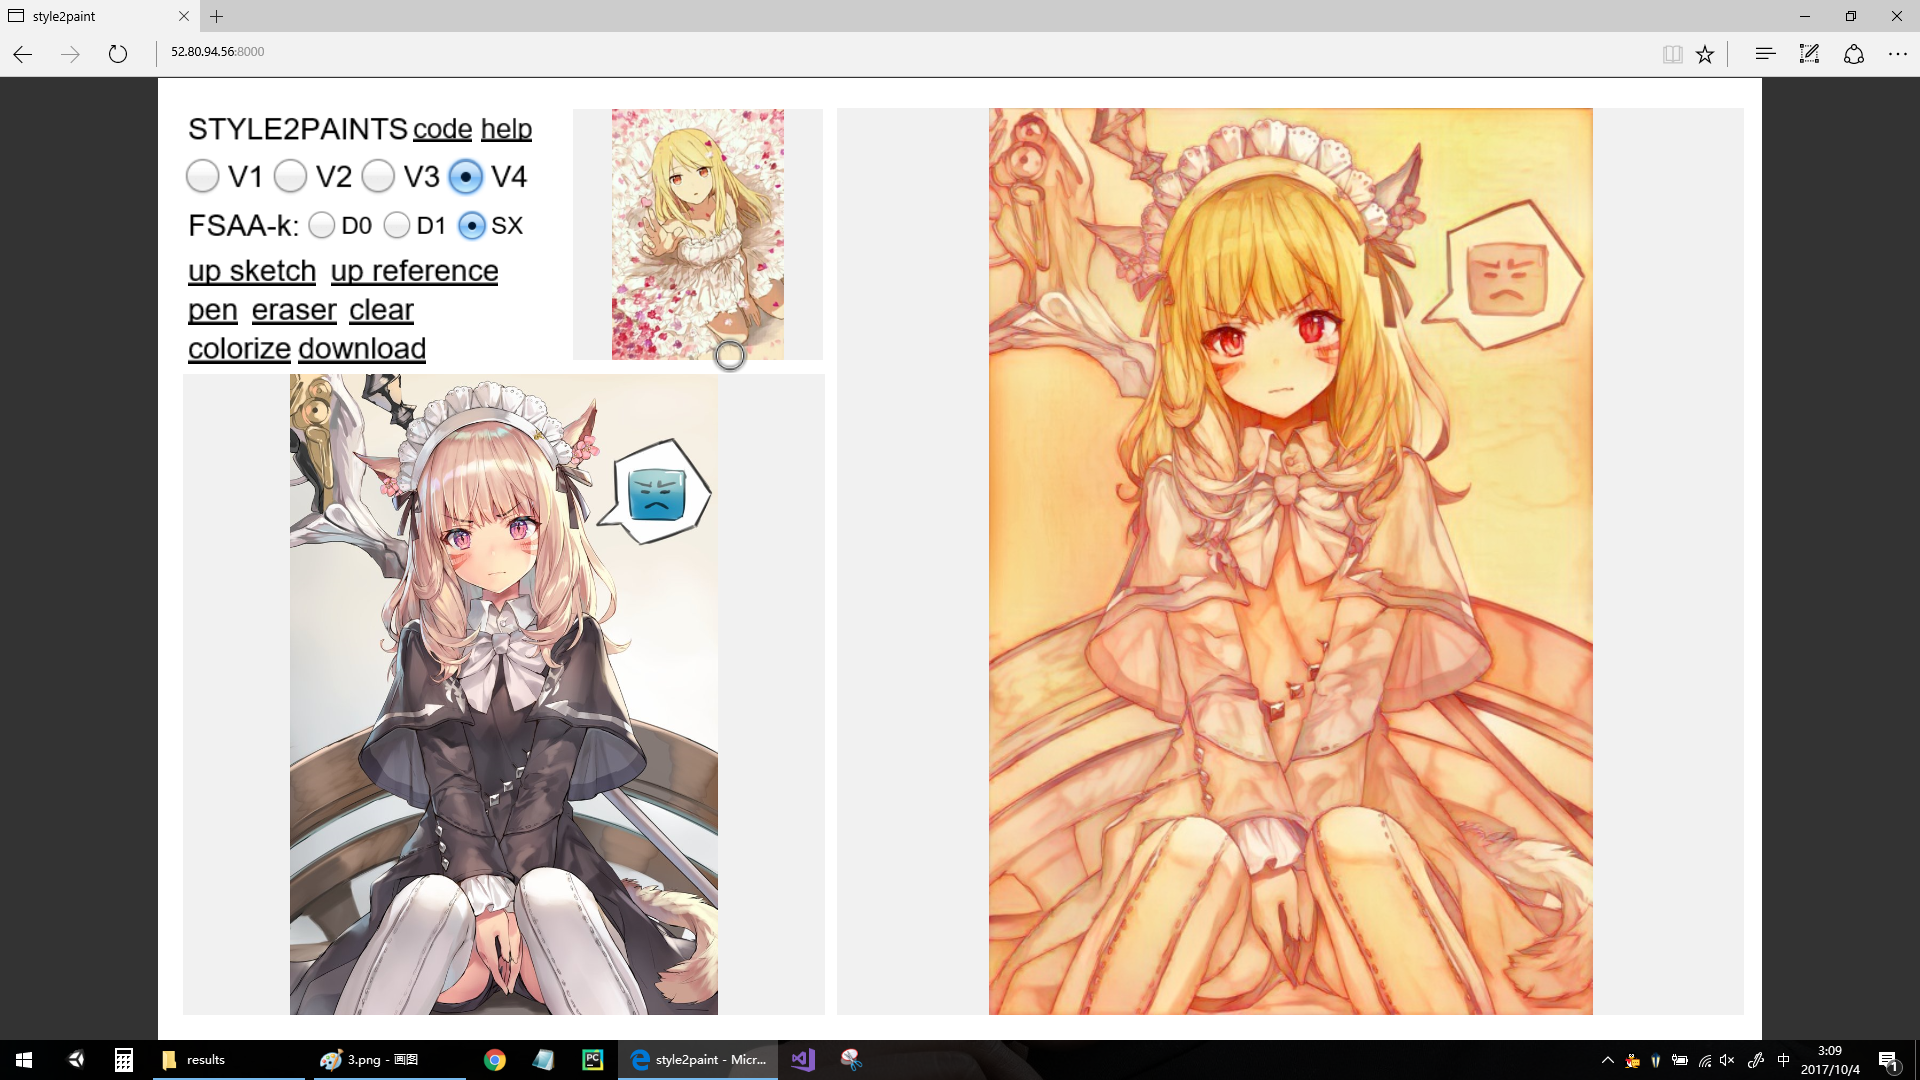 style2paint
52.80.94.56:8000
STYLE2PAINTS code help
V1 V2 V3 V4
FSAA-k: D0 D1 SX
up sketch up reference
pen eraser clear
colorize download
results
3.png - 画图
PC
style2paint - Micr...
中
3:09
2017/10/4
1